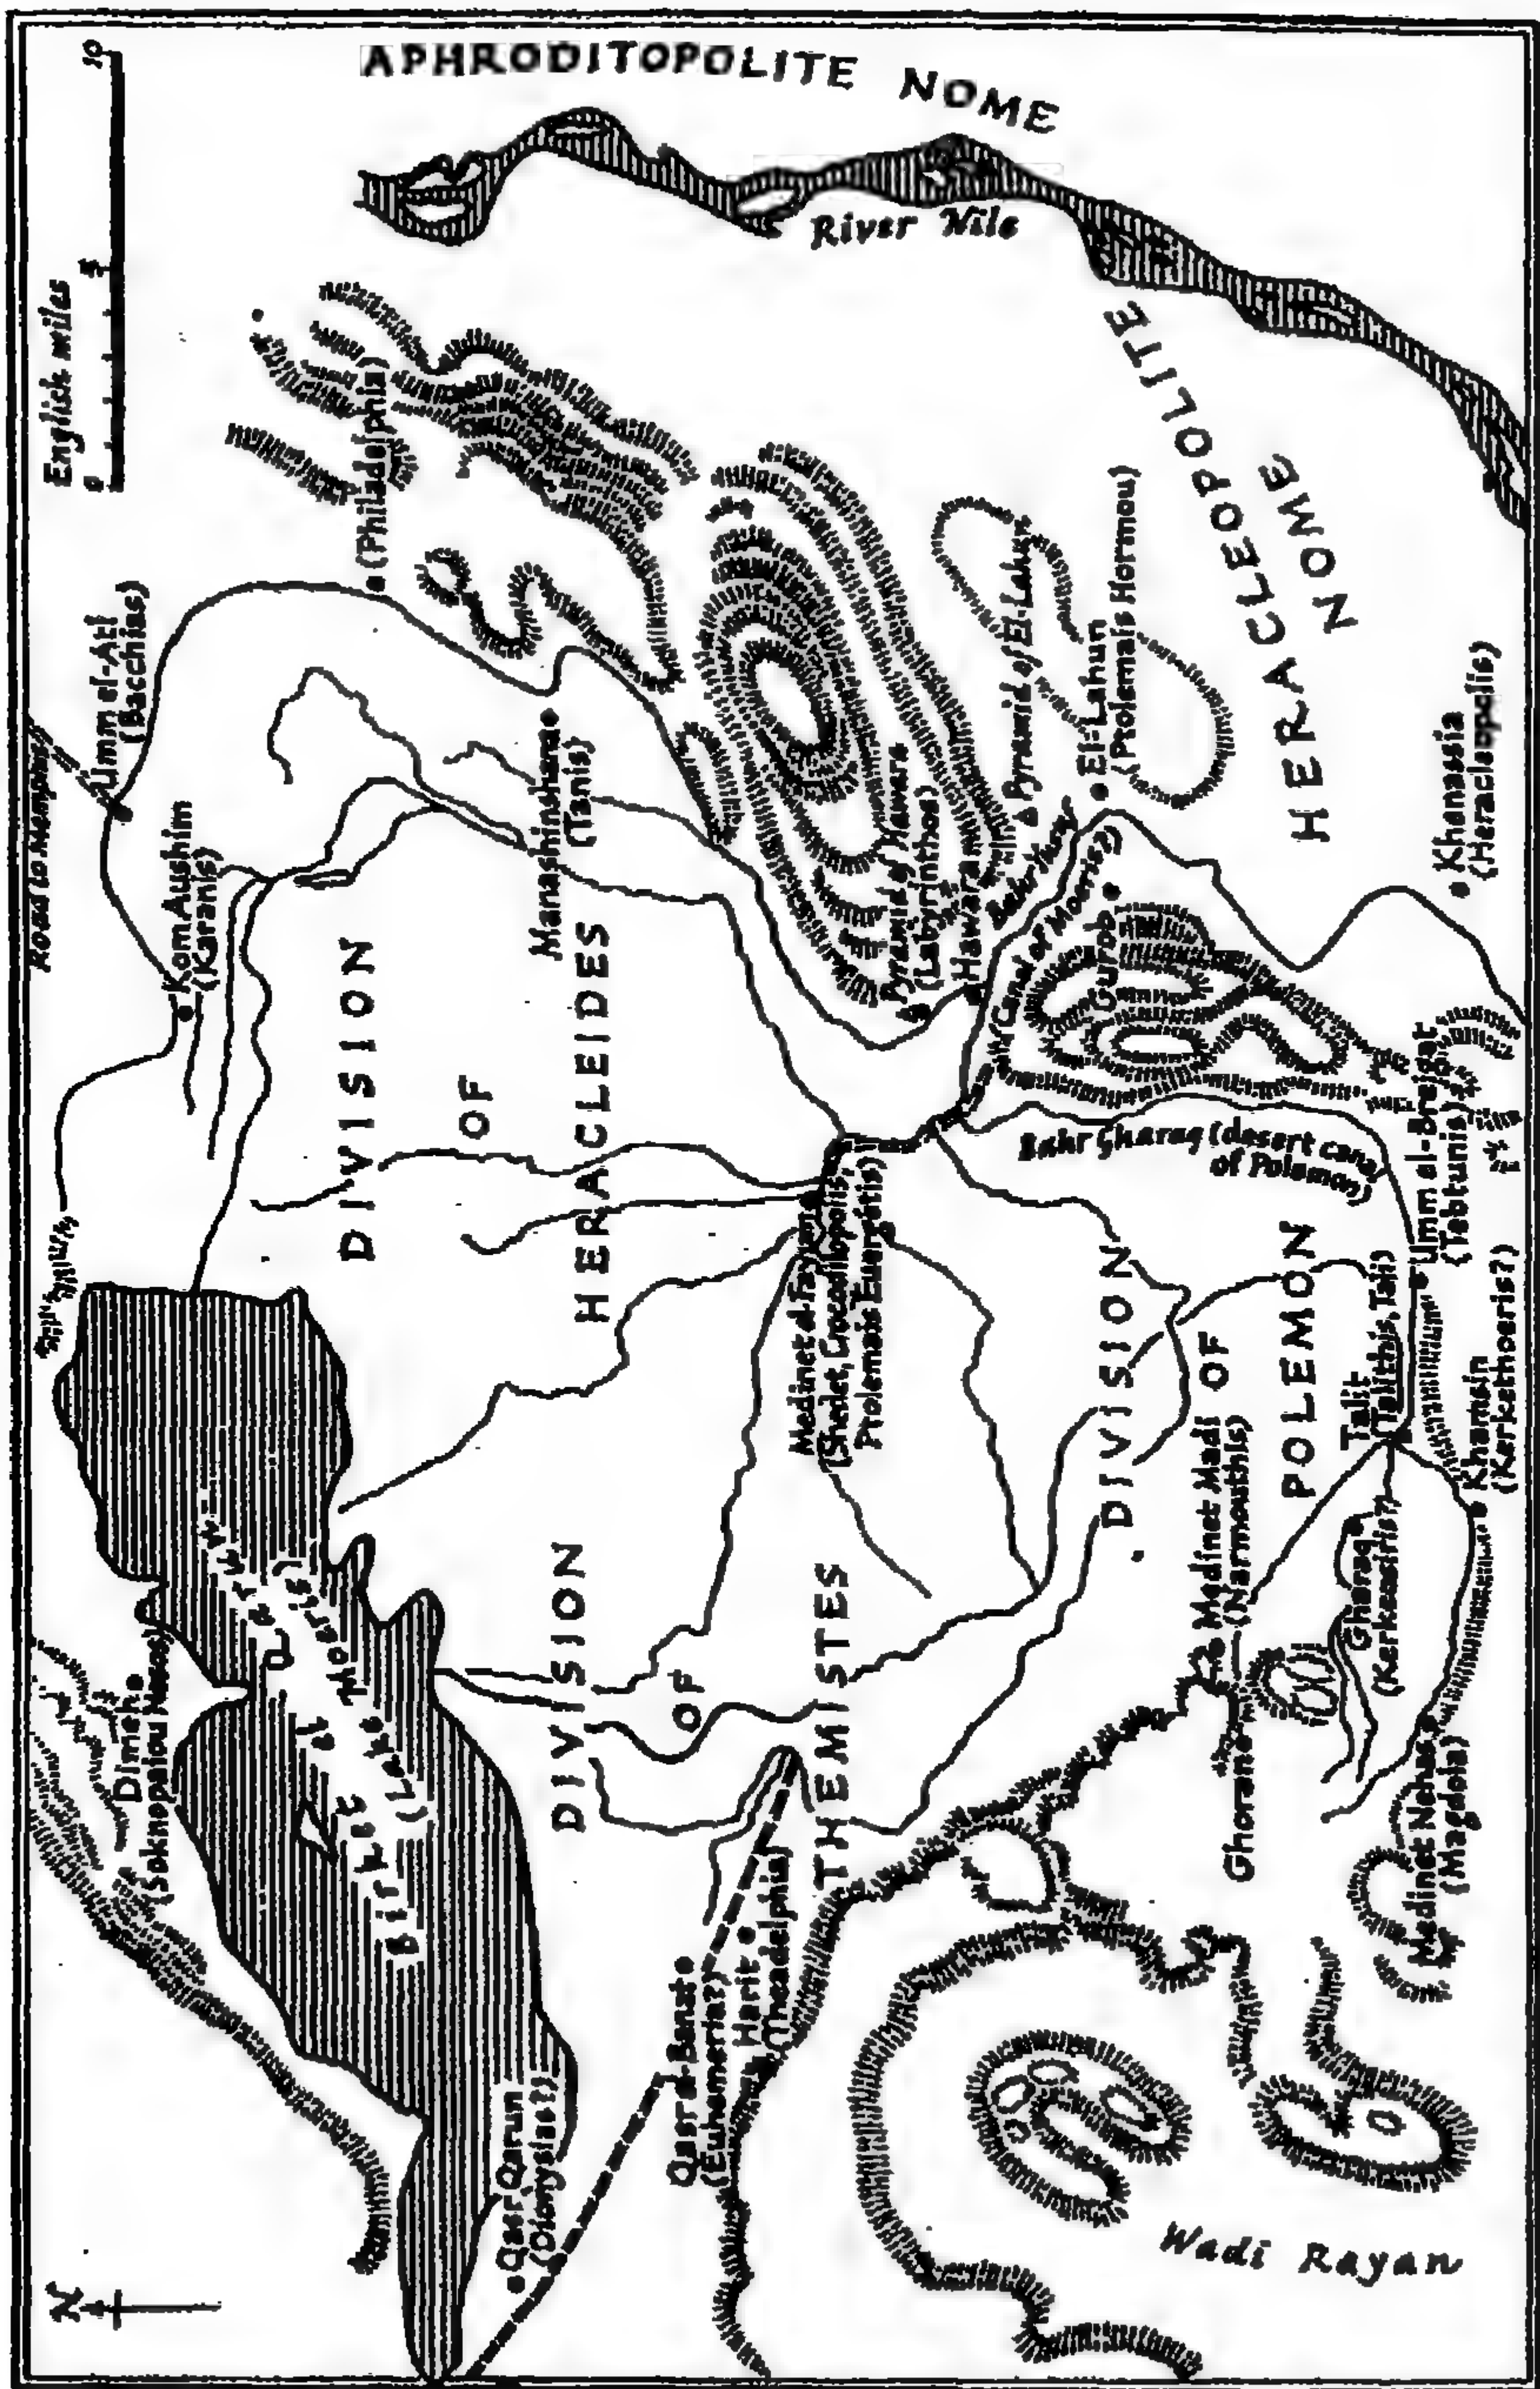 N
English miles
0
5
10
APHRODITOPOLITE NOME
River Nile
Road to Memphis
Umm el-Atl
(Bacchias)
Kom Aushim
(Karanis)
(Philadelphia)
Dimeh
(Soknopaiou Nesos)
Birket el Qarun
(Lake Moeris)
DIVISION
OF
HERACLEIDES
Manashinshana
(Tanis)
Qasr Qarun
(Dionysias?)
DIVISION
OF
THEMISTES
Qasr el-Banat
(Euhemeria?)
Harit
(Theadelphia)
Medinet el-Fayum
(Shedet, Crocodilopolis,
Ptolemais Euergetis)
Pyramid of Hawara
(Labyrinthos)
Hawara
Bahr Yusuf
(Canal of Moeris?)
Pyramid of El-Lahun
El-Lahun
(Ptolemais Hormou)
Gurob
HERACLEOPOLITE
NOME
Khenassia
(Heracleopolis)
Bahr Gharaq (desert canal
of Polemon)
DIVISION
OF
POLEMON
Medinet Madi
(Narmouthis)
Ghoran
Talit
(Talithis, Tali)
Umm el-Breigat
(Tebtunis)
Gharaq
(Kerkeosiris?)
Khamsin
(Kerkethoeris?)
Medinet Nehas
(Magdola)
Wadi Rayan